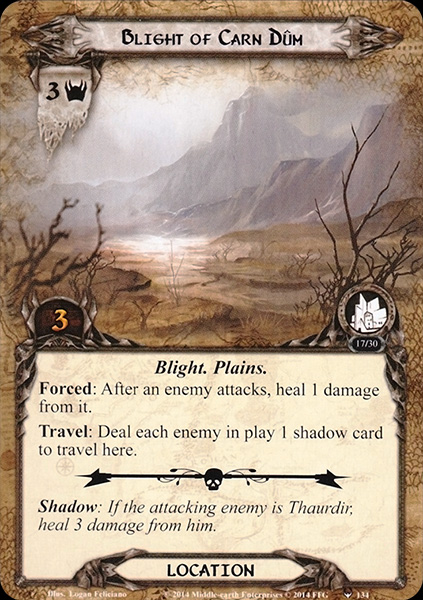 BLIGHT OF CARN DÛM
3
3
17/30
Blight. Plains.
Forced: After an enemy attacks, heal 1 damage
from it.
Travel: Deal each enemy in play 1 shadow card
to travel here.
Shadow: If the attacking enemy is Thaurdir,
heal 3 damage from him.
LOCATION
Illus. Logan Feliciano © 2014 Middle-earth Enterprises © 2014 FFG 134